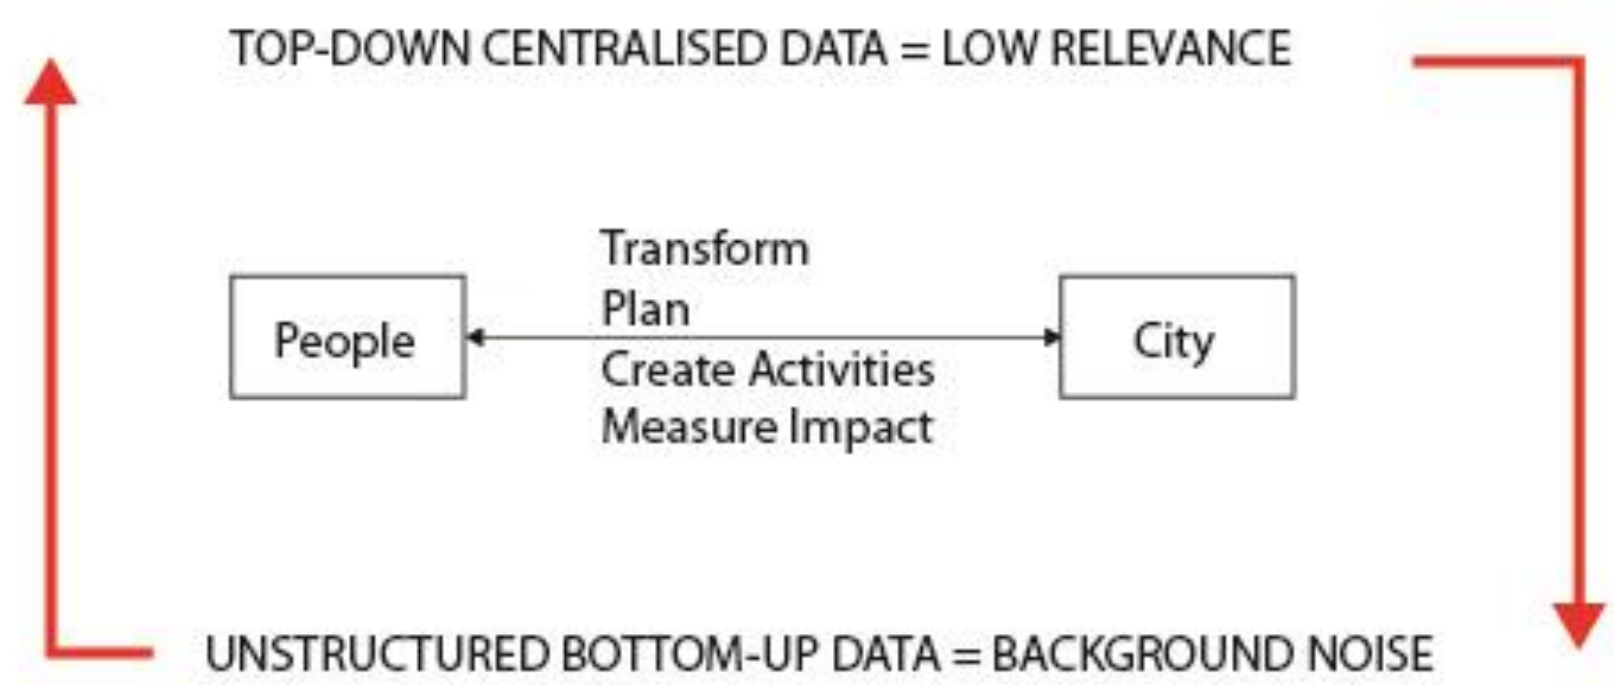 TOP-DOWN CENTRALISED DATA = LOW RELEVANCE
Transform
Plan
People
City
Create Activities
Measure Impact
UNSTRUCTURED BOTTOM-UP DATA = BACKGROUND NOISE